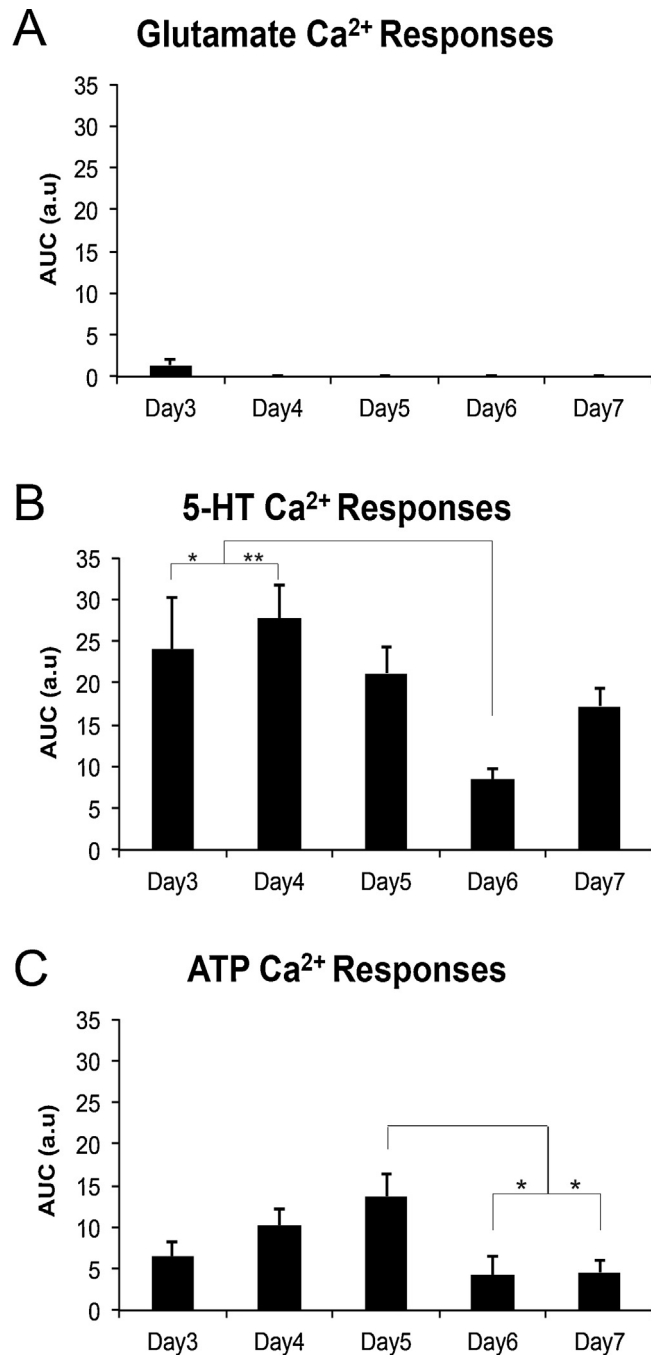 A
Glutamate Ca²⁺ Responses
35
30
25
20
15
10
5
0
AUC (a.u)
Day3 Day4 Day5 Day6 Day7
B
5-HT Ca²⁺ Responses
* **
35
30
25
20
15
10
5
0
AUC (a.u)
Day3 Day4 Day5 Day6 Day7
C
ATP Ca²⁺ Responses
35
30
25
20
15
10
5
0
AUC (a.u)
* *
Day3 Day4 Day5 Day6 Day7